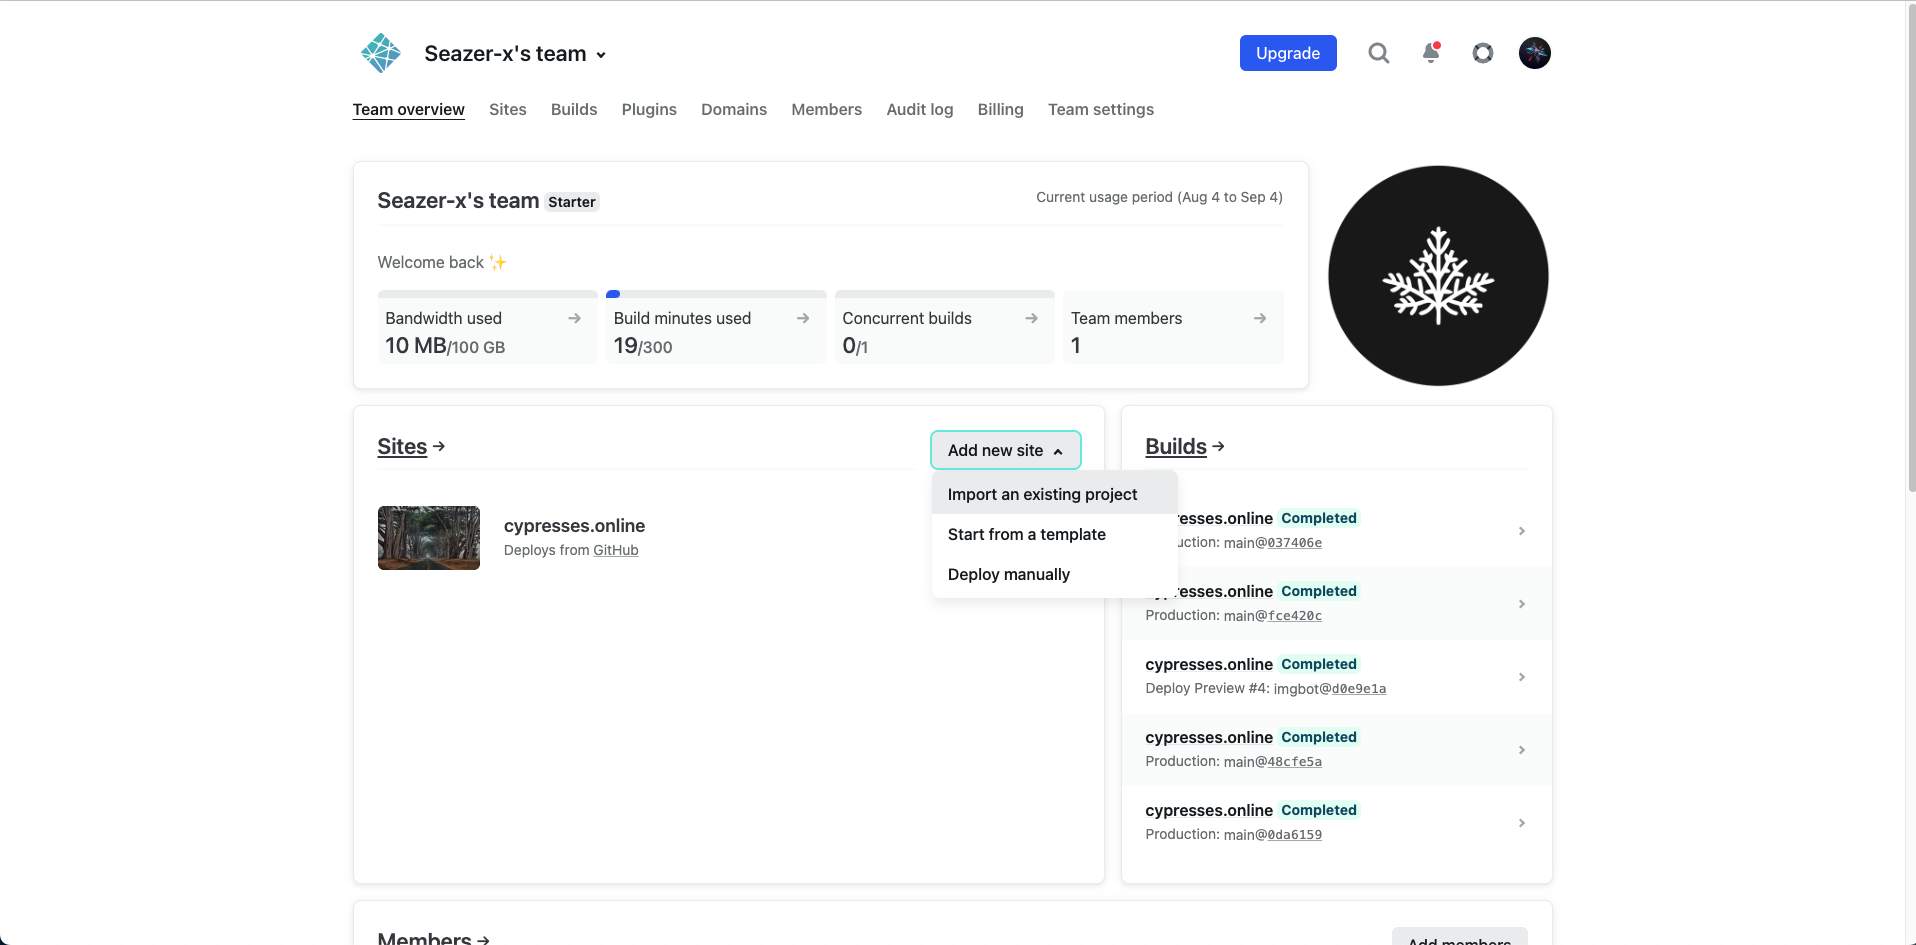 Seazer-x's team
Upgrade
Team overview Sites Builds Plugins Domains Members Audit log Billing Team settings
Seazer-x's team Starter
Current usage period (Aug 4 to Sep 4)
Welcome back ✨
Bandwidth used →
10 MB/100 GB
Build minutes used →
19/300
Concurrent builds →
0/1
Team members →
1
Sites →
Add new site
Import an existing project
Start from a template
Deploy manually
cypresses.online
Deploys from GitHub
Builds →
resses.online Completed
uction: main@037406e
cypresses.online Completed
Production: main@fce420c
cypresses.online Completed
Deploy Preview #4: imgbot@d0e9e1a
cypresses.online Completed
Production: main@48cfe5a
cypresses.online Completed
Production: main@0da6159
Members →
Add members